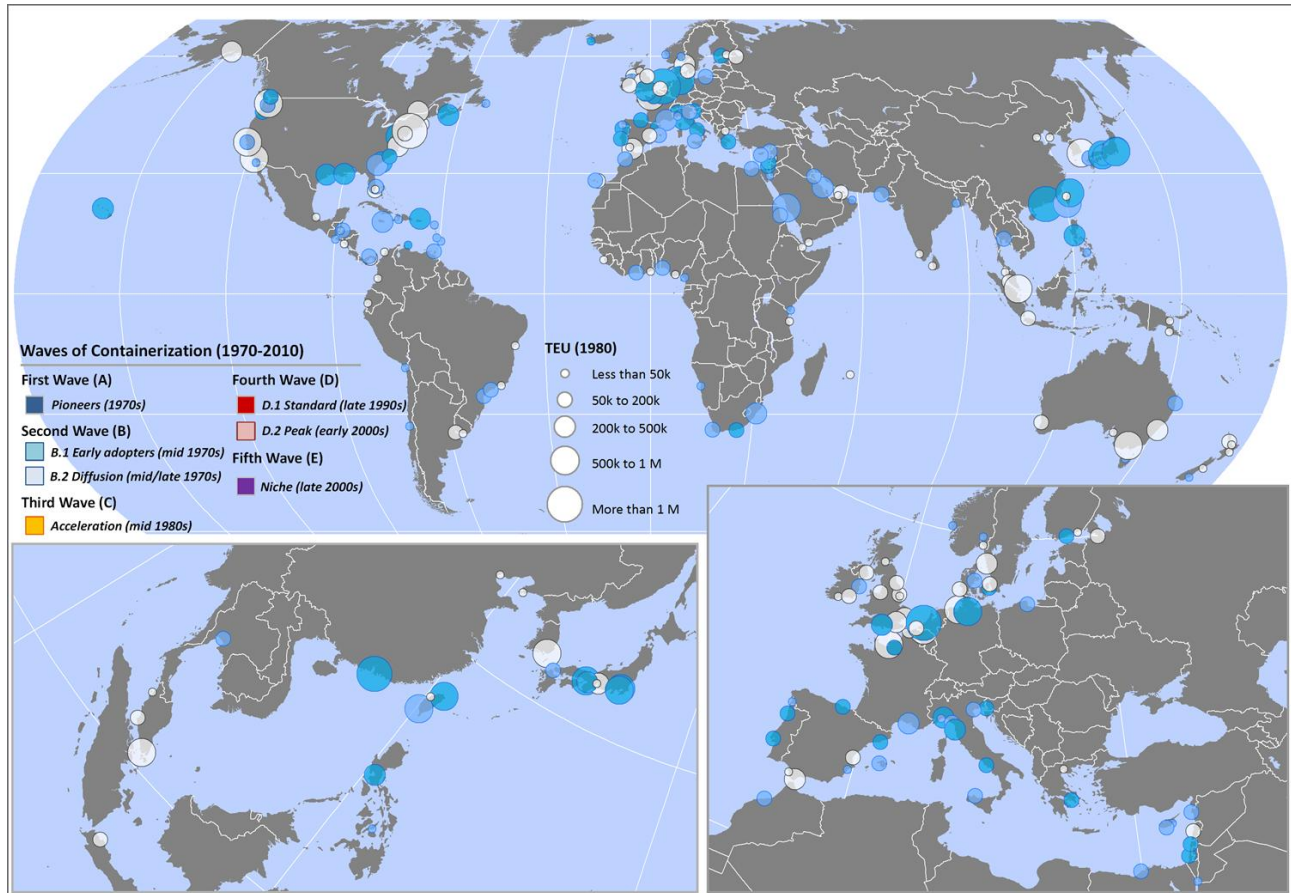 Waves of Containerization (1970-2010)
First Wave (A)
Pioneers (1970s)
Second Wave (B)
B.1 Early adopters (mid 1970s)
B.2 Diffusion (mid/late 1970s)
Third Wave (C)
Acceleration (mid 1980s)
Fourth Wave (D)
D.1 Standard (late 1990s)
D.2 Peak (early 2000s)
Fifth Wave (E)
Niche (late 2000s)
TEU (1980)
Less than 50k
50k to 200k
200k to 500k
500k to 1 M
More than 1 M